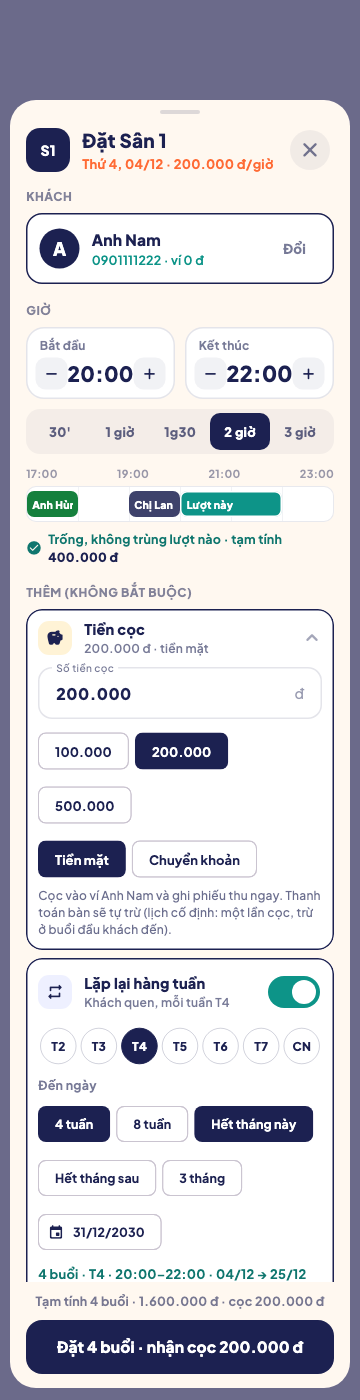 S1
Đặt Sân 1
Thứ 4, 04/12 · 200.000 đ/giờ
KHÁCH
A
Anh Nam
0901111222 · ví 0 đ
Đổi
GIỜ
Bắt đầu
− 20:00 +
Kết thúc
− 22:00 +
30' 1 giờ 1g30 2 giờ 3 giờ
17:00 19:00 21:00 23:00
Anh Hùn Chị Lan Lượt này
Trống, không trùng lượt nào · tạm tính
400.000 đ
THÊM (KHÔNG BẮT BUỘC)
Tiền cọc
200.000 đ · tiền mặt
Số tiền cọc
200.000 đ
100.000 200.000
500.000
Tiền mặt Chuyển khoản
Cọc vào ví Anh Nam và ghi phiếu thu ngay. Thanh
toán bàn sẽ tự trừ (lịch cố định: một lần cọc, trừ
ở buổi đầu khách đến).
Lặp lại hàng tuần
Khách quen, mỗi tuần T4
T2 T3 T4 T5 T6 T7 CN
Đến ngày
4 tuần 8 tuần Hết tháng này
Hết tháng sau 3 tháng
31/12/2030
4 buổi · T4 · 20:00–22:00 · 04/12 → 25/12
Tạm tính 4 buổi · 1.600.000 đ · cọc 200.000 đ
Đặt 4 buổi · nhận cọc 200.000 đ